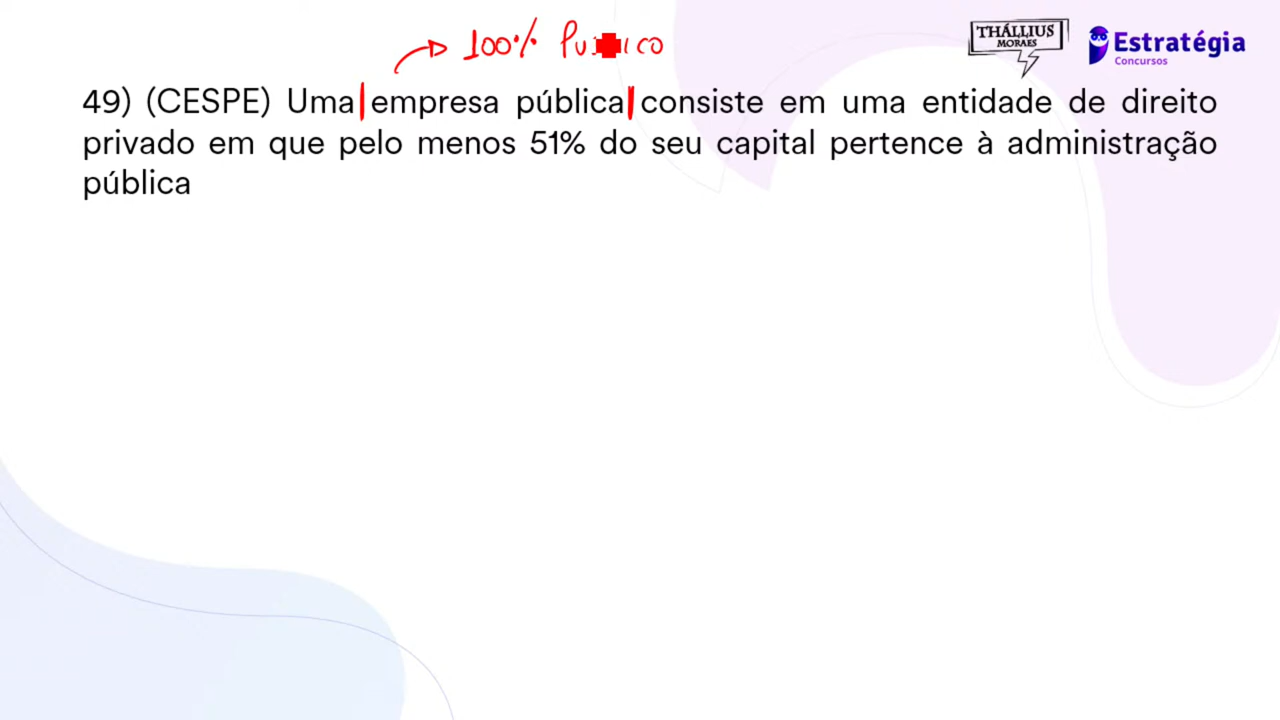 100%
THÁLLIUS
MORAES
Estratégia
Concursos
49) (CESPE) Uma empresa pública consiste em uma entidade de direito
privado em que pelo menos 51% do seu capital pertence à administração
pública